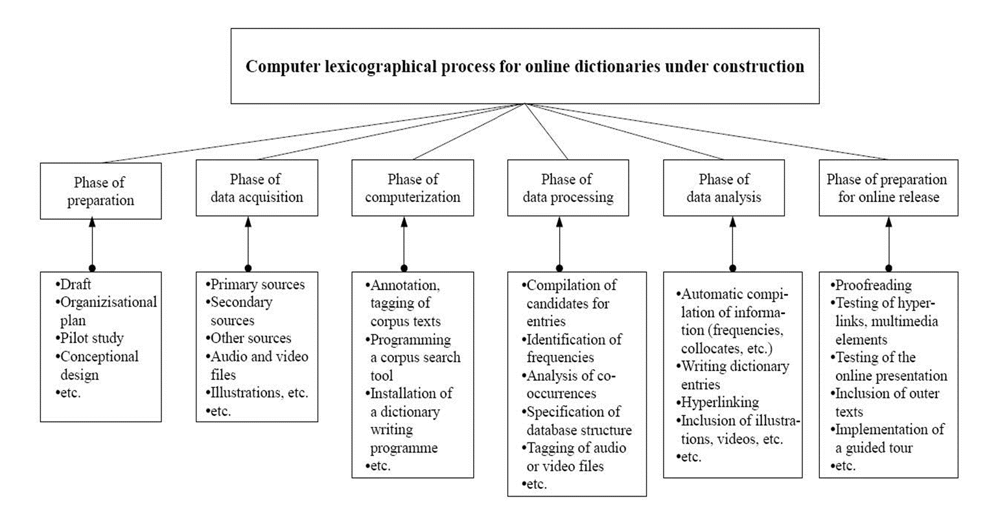 Computer lexicographical process for online dictionaries under construction
Phase of
preparation
Phase of
data acquisition
Phase of
computerization
Phase of
data processing
Phase of
data analysis
Phase of preparation
for online release
•Draft
•Organizisational
plan
•Pilot study
•Conceptional
design
•etc.
•Primary sources
•Secondary
sources
•Other sources
•Audio and video
files
•Illustrations, etc.
•etc.
•Annotation,
tagging of
corpus texts
•Programming
a corpus search
tool
•Installation of
a dictionary
writing
programme
•etc.
•Compilation of
candidates for
entries
•Identification of
frequencies
•Analysis of co-
occurrences
•Specification of
database structure
•Tagging of audio
or video files
•etc.
•Automatic compi-
lation of informa-
tion (frequencies,
collocates, etc.)
•Writing dictionary
entries
•Hyperlinking
•Inclusion of illustra-
tions, videos, etc.
•etc.
•Proofreading
•Testing of hyper-
links, multimedia
elements
•Testing of the
online presentation
•Inclusion of outer
texts
•Implementation of
a guided tour
•etc.